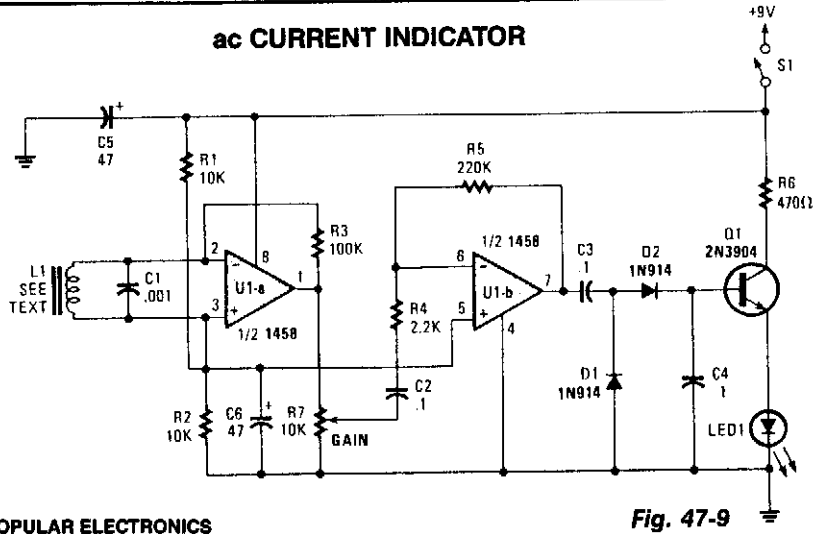 ac CURRENT INDICATOR
+9V
S1
C5
47
+
R1
10K
R3
100K
R5
220K
R6
470Ω
Q1
2N3904
L1
SEE
TEXT
C1
.001
2
-
3
+
8
1
U1-a
1/2 1458
R4
2.2K
C2
.1
1/2 1458
6
-
5
+
7
4
U1-b
C3
.1
D2
1N914
D1
1N914
C4
1
LED1
R2
10K
C6
47
+
R7
10K
GAIN
OPULAR ELECTRONICS
Fig. 47-9